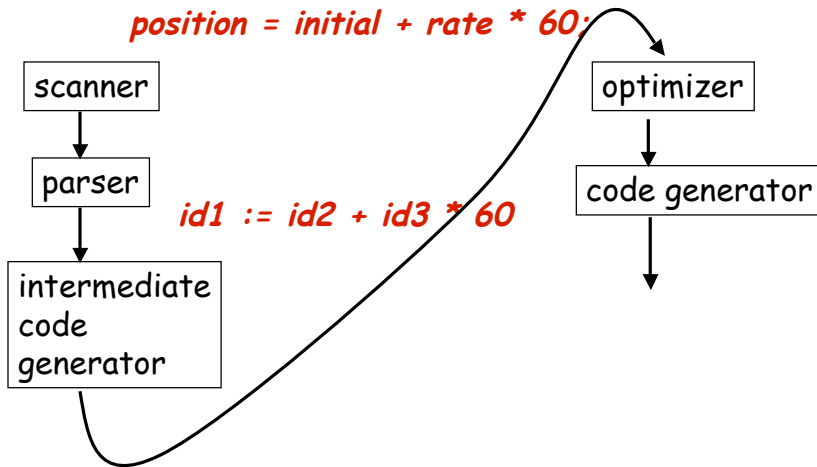 position = initial + rate * 60;
scanner
parser
id1 := id2 + id3 * 60
intermediate
code
generator
optimizer
code generator